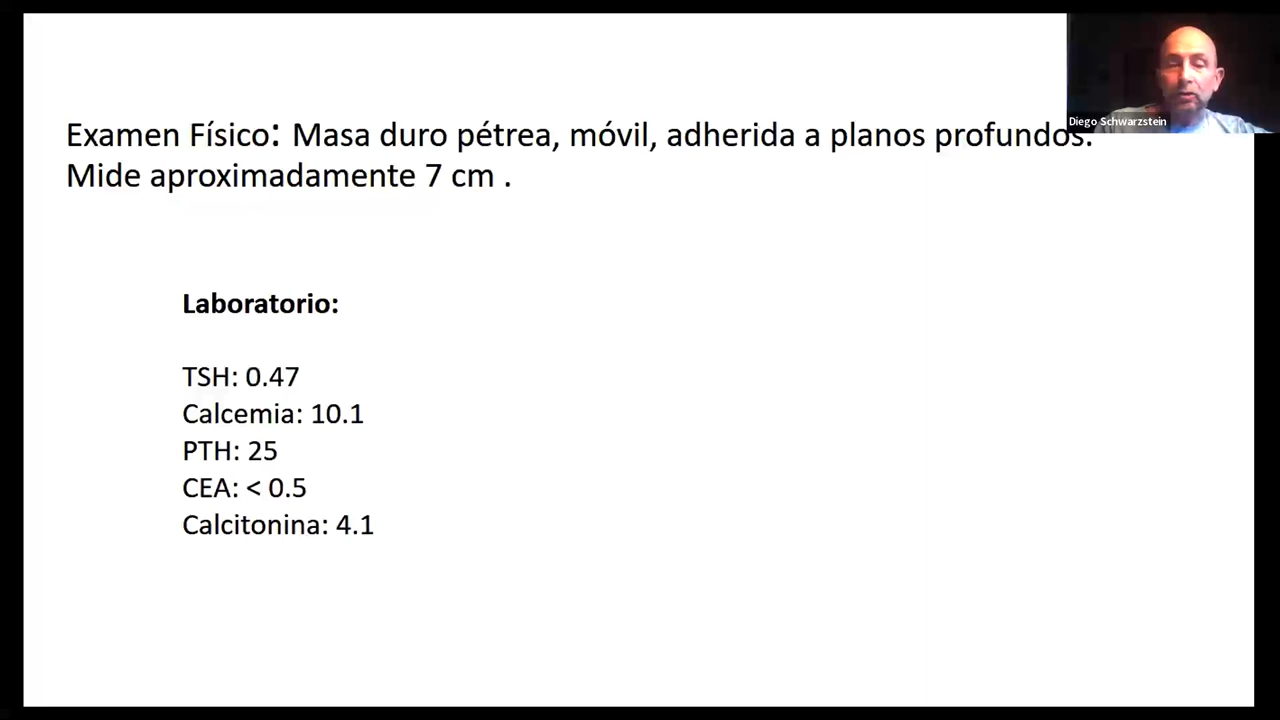 Examen Físico: Masa duro pétrea, móvil, adherida a planos profundos.
Mide aproximadamente 7 cm .
Diego Schwarzstein
Laboratorio:
TSH: 0.47
Calcemia: 10.1
PTH: 25
CEA: < 0.5
Calcitonina: 4.1